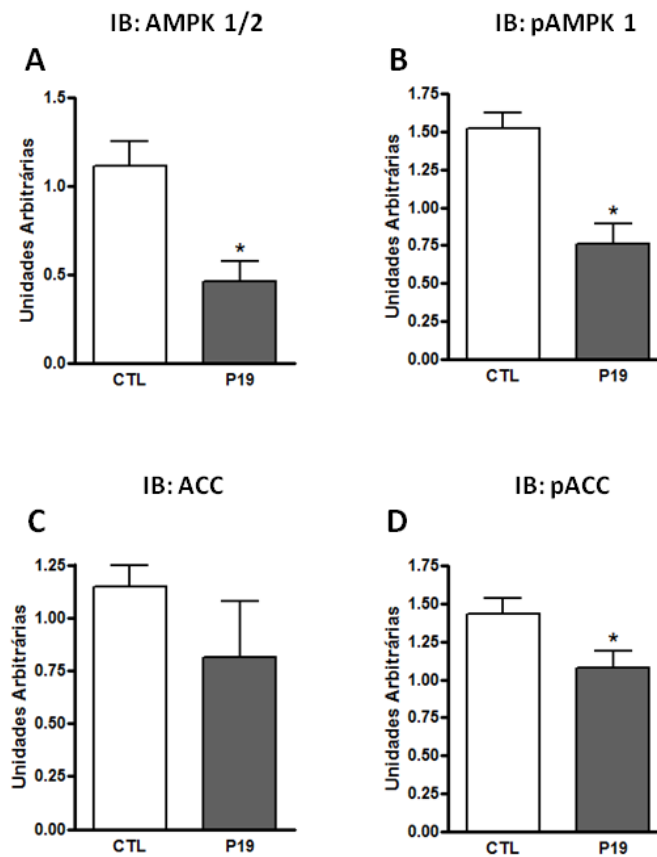 IB: AMPK 1/2
IB: pAMPK 1
A
B
Unidades Arbitrárias
1.5
1.0
0.5
0.0
*
CTL
P19
Unidades Arbitrárias
1.75
1.50
1.25
1.00
0.75
0.50
0.25
0.00
*
CTL
P19
IB: ACC
IB: pACC
C
D
Unidades Arbitrárias
1.25
1.00
0.75
0.50
0.25
0.00
CTL
P19
Unidades Arbitrárias
1.75
1.50
1.25
1.00
0.75
0.50
0.25
0.00
*
CTL
P19